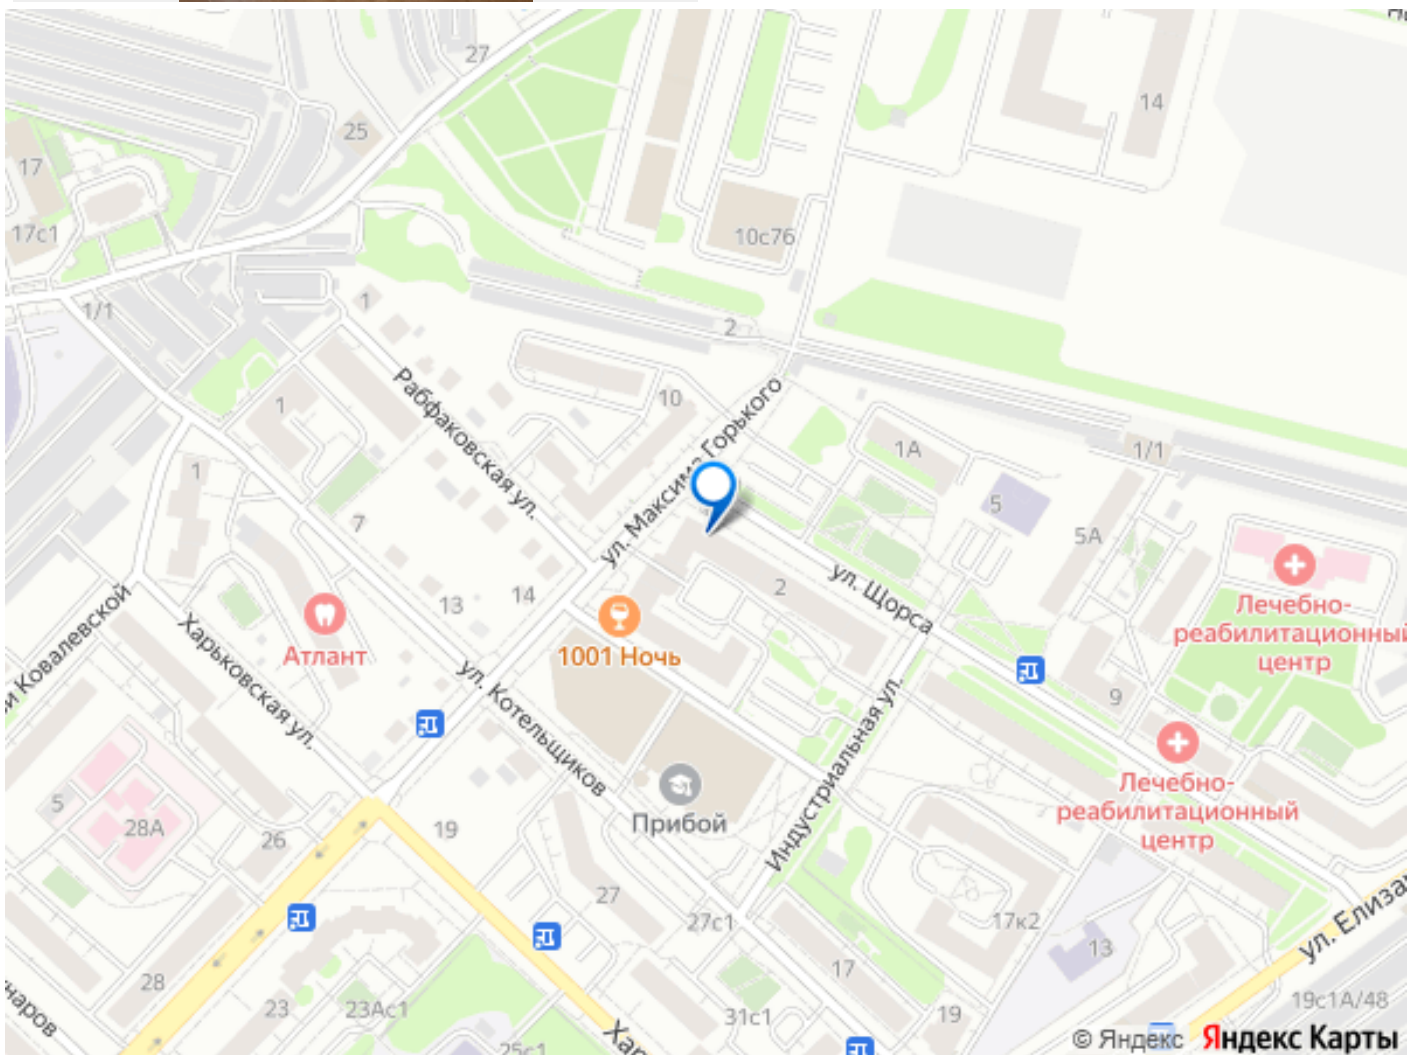 27
14
25
17
17с1
10с76
1/1
1
2
Рабфаковская ул.
10
ул. Максима Горького
1
1А
1/1
1
7
5
5А
14
13
2
ул. Щорса
Лечебно-
реабилитационный
центр
Атлант
1001 Ночь
Харьковская ул.
ул. Котельщиков
Индустриальная ул.
9
Лечебно-
реабилитационный
центр
и Ковалевской
5
28А
26
19
Прибой
27
27с1
17к2
13
17
ул. Елиза
28
23
23Ас1
31с1
19
19с1А/48
наров
25с1
Хар
© Яндекс Яндекс Карты